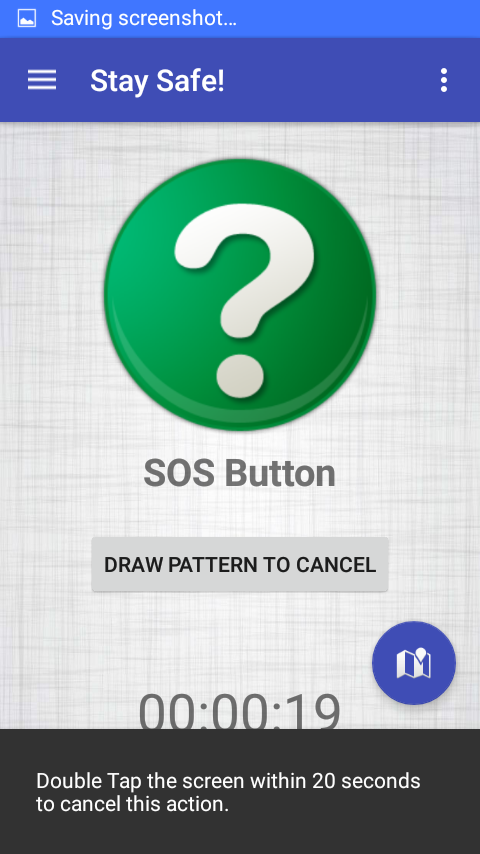 Saving screenshot...
Stay Safe!
SOS Button
DRAW PATTERN TO CANCEL
00:00:19
Double Tap the screen within 20 seconds
to cancel this action.